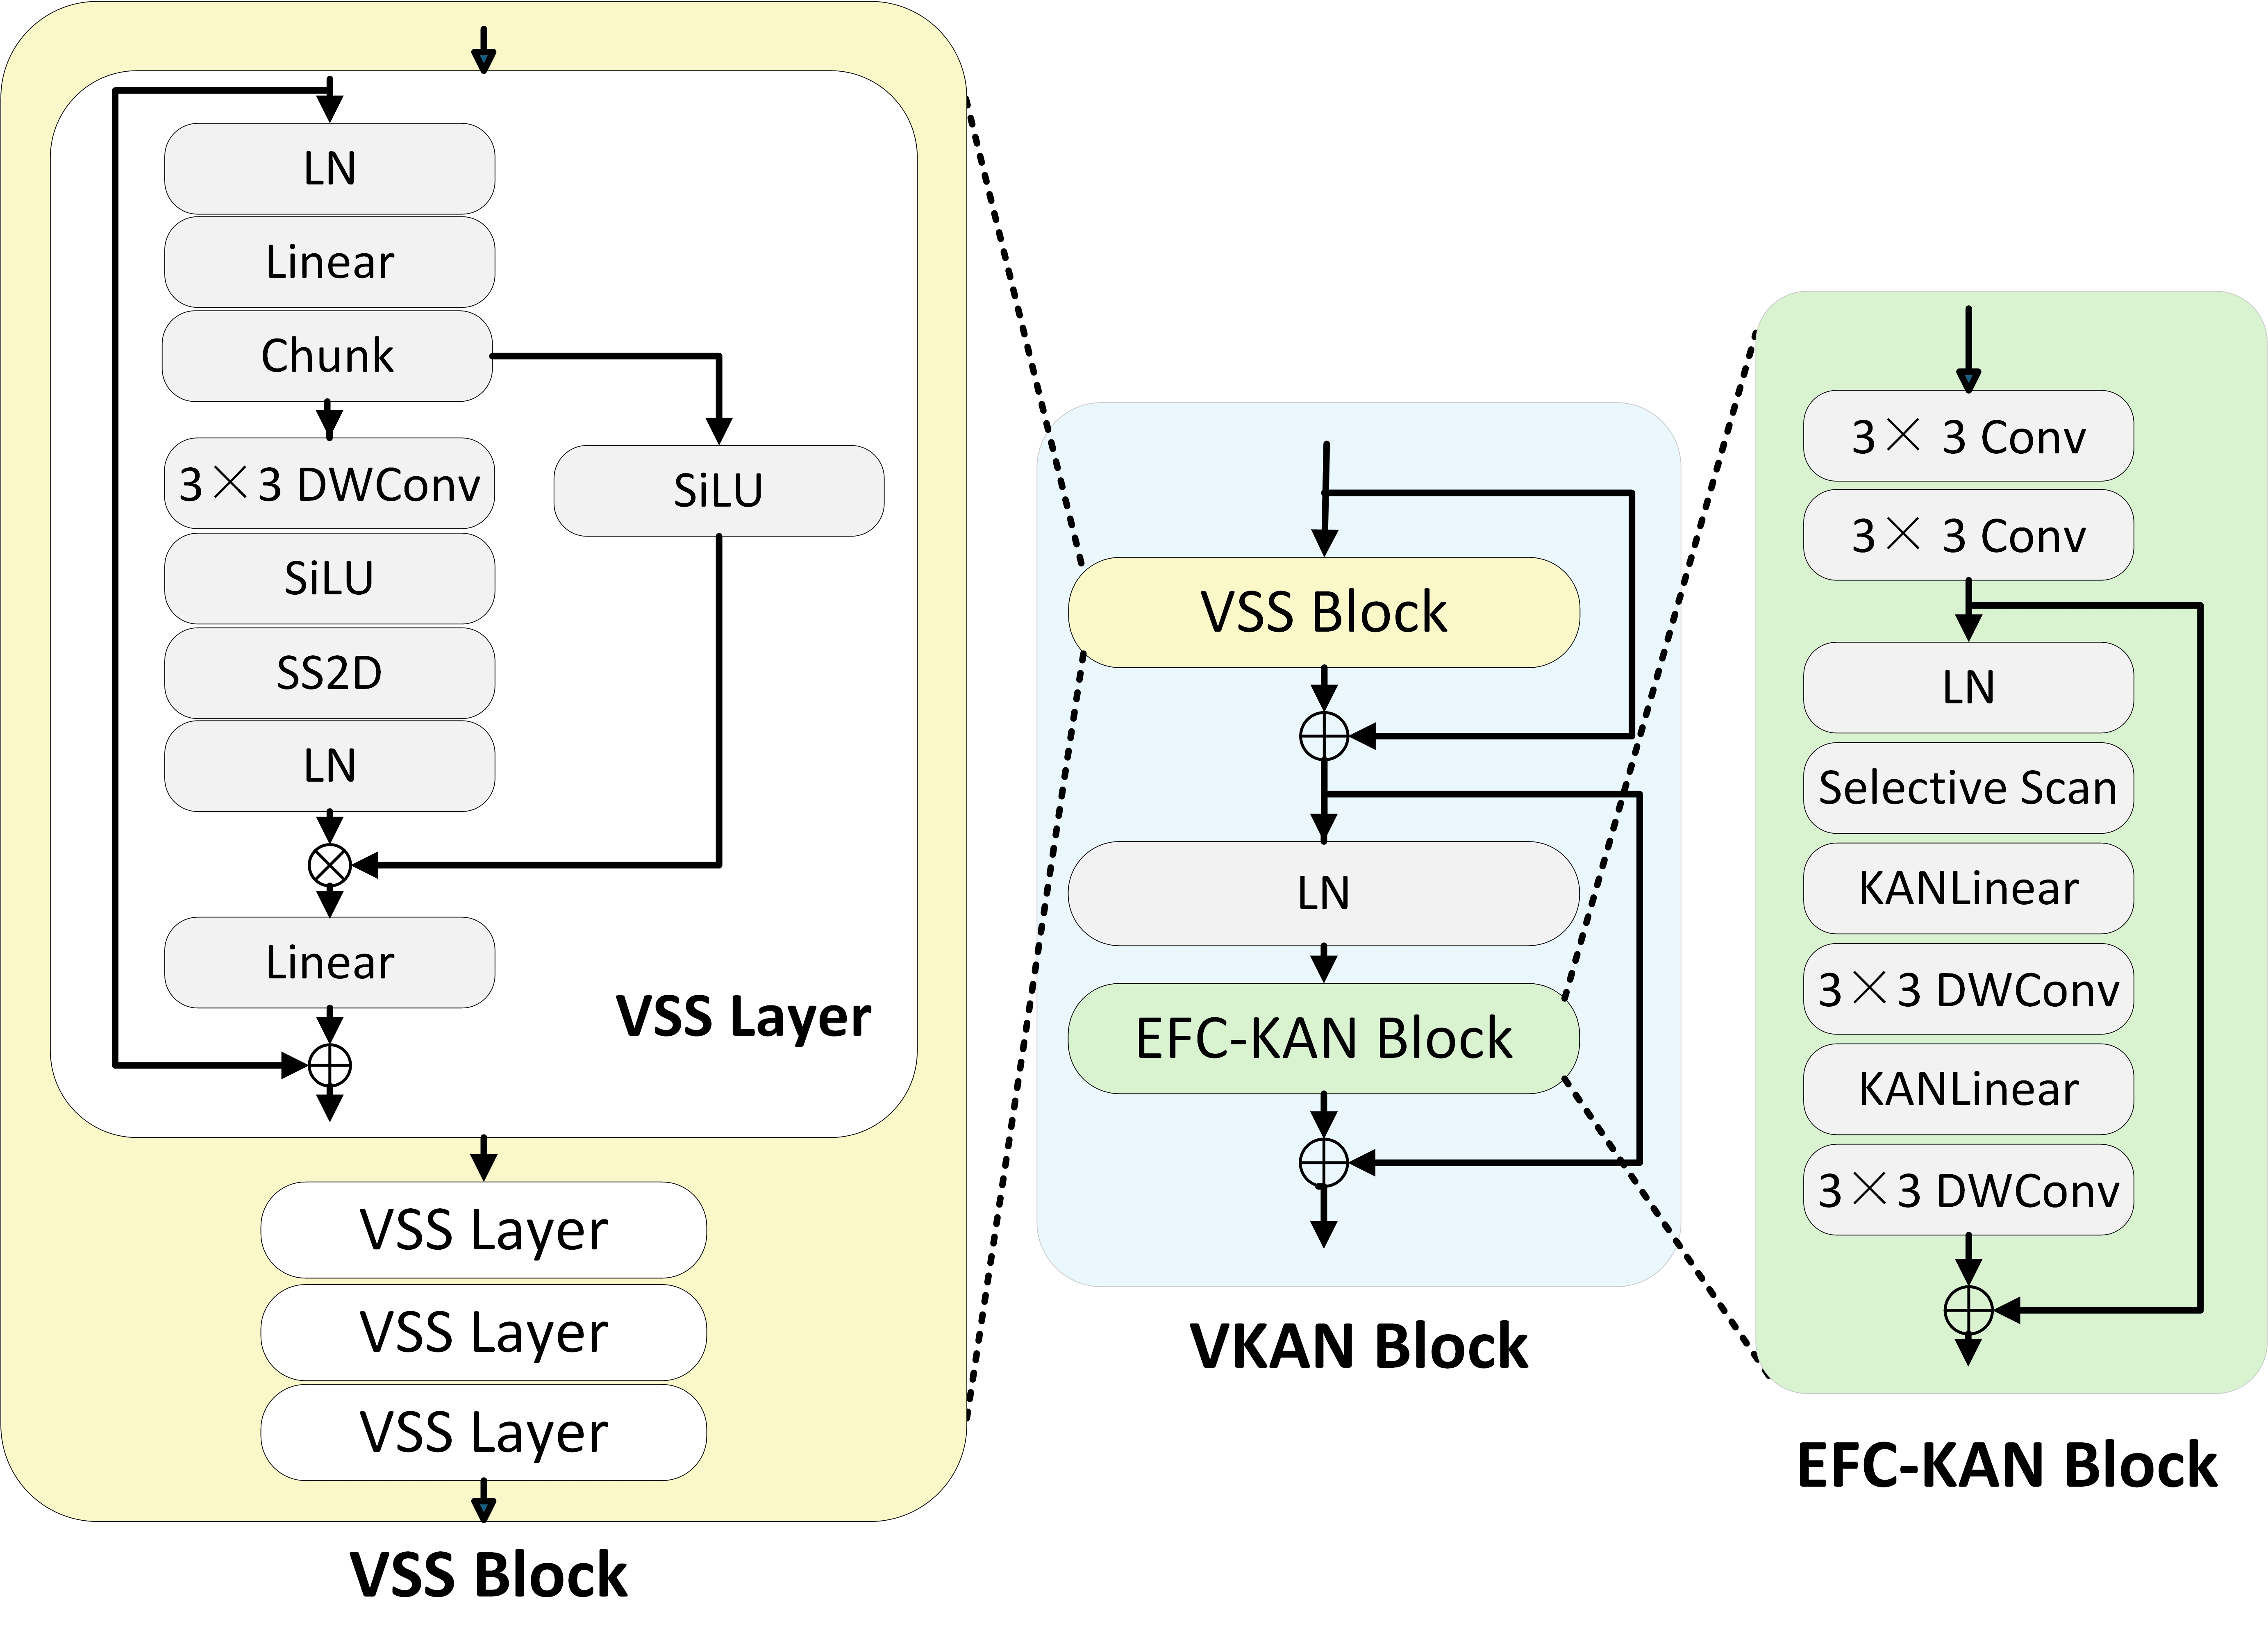 LN
Linear
Chunk
3×3 DWConv
SiLU
SiLU
SS2D
LN
Linear
VSS Layer
VSS Layer
VSS Layer
VSS Layer
VSS Block
VSS Block
LN
EFC-KAN Block
VKAN Block
3× 3 Conv
3× 3 Conv
LN
Selective Scan
KANLinear
3×3 DWConv
KANLinear
3×3 DWConv
EFC-KAN Block